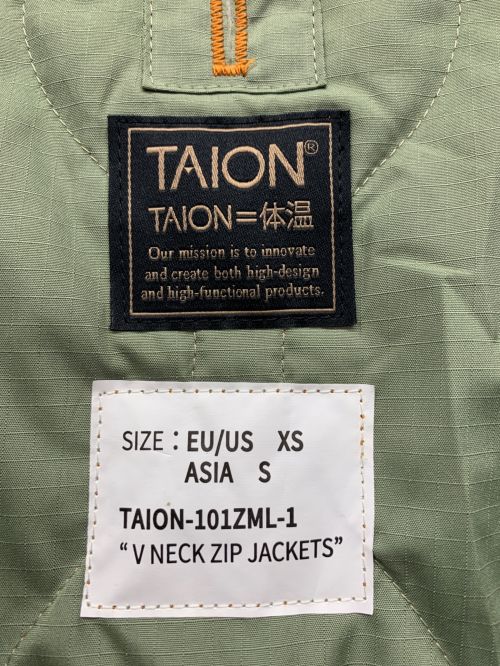 TAION®
TAION=体温
Our mission is to innovate
and create both high-design
and high-functional products.
SIZE : EU/US XS
ASIA S
TAION-101ZML-1
“V NECK ZIP JACKETS”